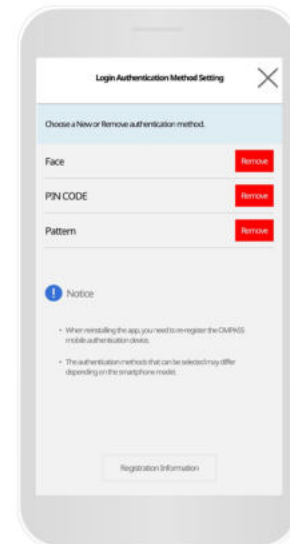 Login Authentication Method Setting
Choose a New or Remove authentication method.
Face
Remove
PIN CODE
Remove
Pattern
Remove
Notice
• When reinstalling the app, you need to re-register the OMPASS
mobile authentication device.
• The authentication methods that can be selected may differ
depending on the smartphone model.
Registration Information